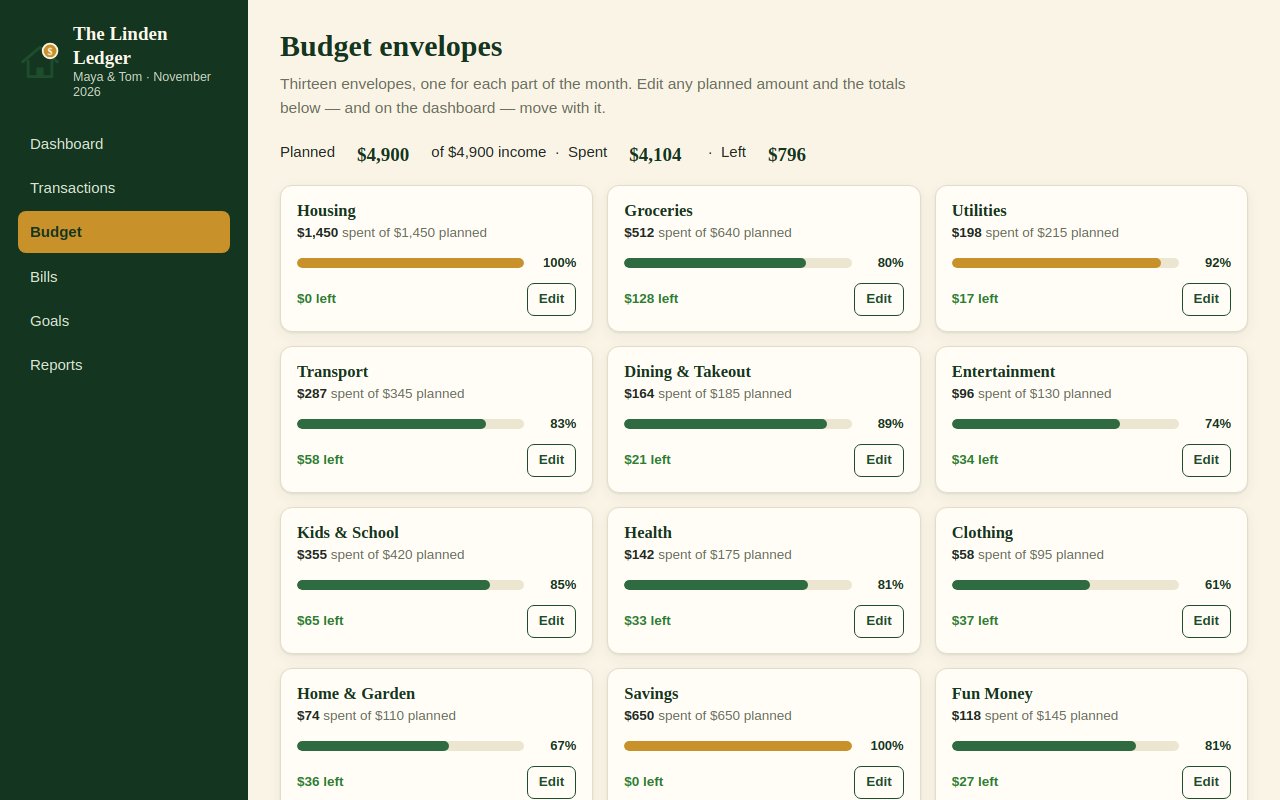 $
The Linden
Ledger
Maya & Tom · November
2026
Dashboard
Transactions
Budget
Bills
Goals
Reports
Budget envelopes
Thirteen envelopes, one for each part of the month. Edit any planned amount and the totals
below — and on the dashboard — move with it.
Planned $4,900 of $4,900 income · Spent $4,104 · Left $796
Housing
$1,450 spent of $1,450 planned
100%
$0 left
Edit
Groceries
$512 spent of $640 planned
80%
$128 left
Edit
Utilities
$198 spent of $215 planned
92%
$17 left
Edit
Transport
$287 spent of $345 planned
83%
$58 left
Edit
Dining & Takeout
$164 spent of $185 planned
89%
$21 left
Edit
Entertainment
$96 spent of $130 planned
74%
$34 left
Edit
Kids & School
$355 spent of $420 planned
85%
$65 left
Edit
Health
$142 spent of $175 planned
81%
$33 left
Edit
Clothing
$58 spent of $95 planned
61%
$37 left
Edit
Home & Garden
$74 spent of $110 planned
67%
$36 left
Edit
Savings
$650 spent of $650 planned
100%
$0 left
Edit
Fun Money
$118 spent of $145 planned
81%
$27 left
Edit